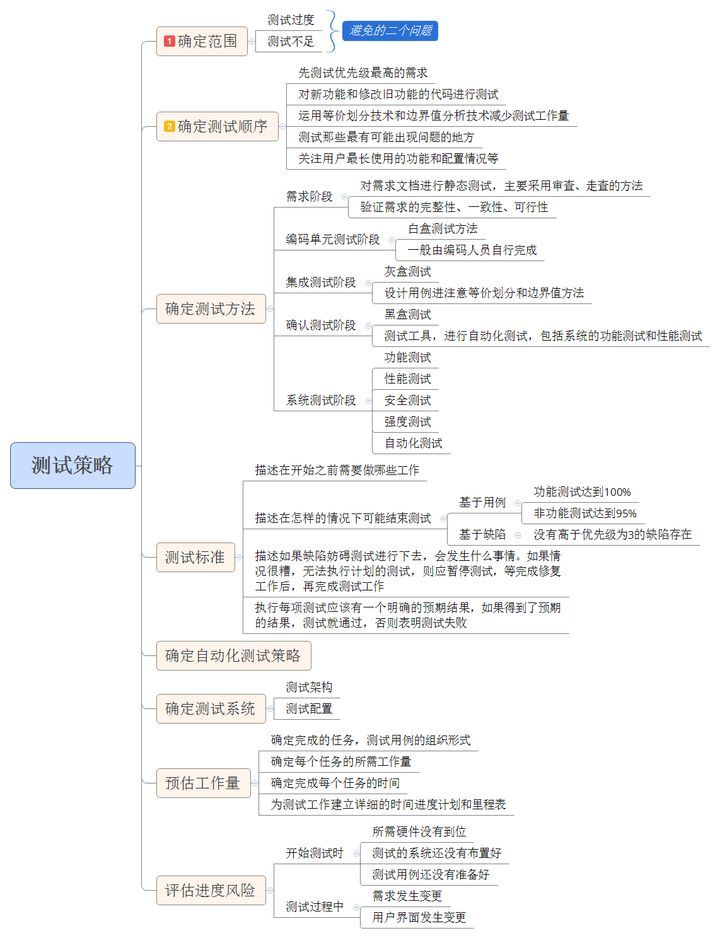 测试策略
1 确定范围
测试过度
测试不足
避免的二个问题
2 确定测试顺序
先测试优先级最高的需求
对新功能和修改旧功能的代码进行测试
运用等价划分技术和边界值分析技术减少测试工作量
测试那些最有可能出现问题的地方
关注用户最长使用的功能和配置情况等
确定测试方法
需求阶段
对需求文档进行静态测试，主要采用审查、走查的方法
验证需求的完整性、一致性、可行性
编码单元测试阶段
白盒测试方法
一般由编码人员自行完成
集成测试阶段
灰盒测试
设计用例进注意等价划分和边界值方法
确认测试阶段
黑盒测试
测试工具，进行自动化测试，包括系统的功能测试和性能测试
系统测试阶段
功能测试
性能测试
安全测试
强度测试
自动化测试
测试标准
描述在开始之前需要做哪些工作
描述在怎样的情况下可能结束测试
基于用例
功能测试达到100%
非功能测试达到95%
基于缺陷
没有高于优先级为3的缺陷存在
描述如果缺陷妨碍测试进行下去，会发生什么事情。如果情
况很糟，无法执行计划的测试，则应暂停测试，等完成修复
工作后，再完成测试工作
执行每项测试应该有一个明确的预期结果，如果得到了预期
的结果，测试就通过，否则表明测试失败
确定自动化测试策略
确定测试系统
测试架构
测试配置
预估工作量
确定完成的任务，测试用例的组织形式
确定每个任务的所需工作量
确定完成每个任务的时间
为测试工作建立详细的时间进度计划和里程表
评估进度风险
开始测试时
所需硬件没有到位
测试的系统还没有布置好
测试用例还没有准备好
测试过程中
需求发生变更
用户界面发生变更